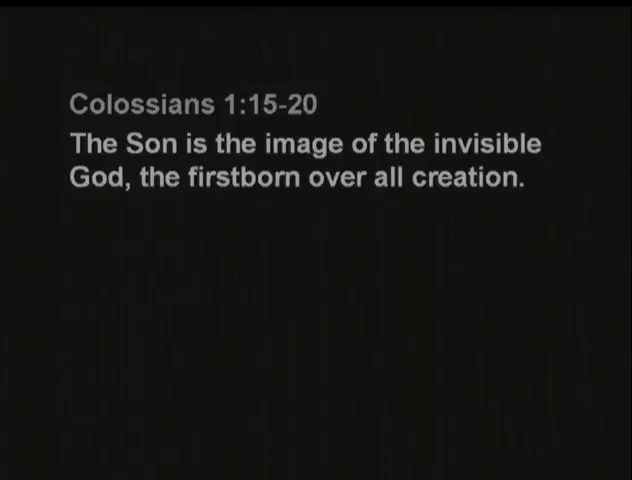 Colossians 1:15-20
The Son is the image of the invisible
God, the firstborn over all creation.